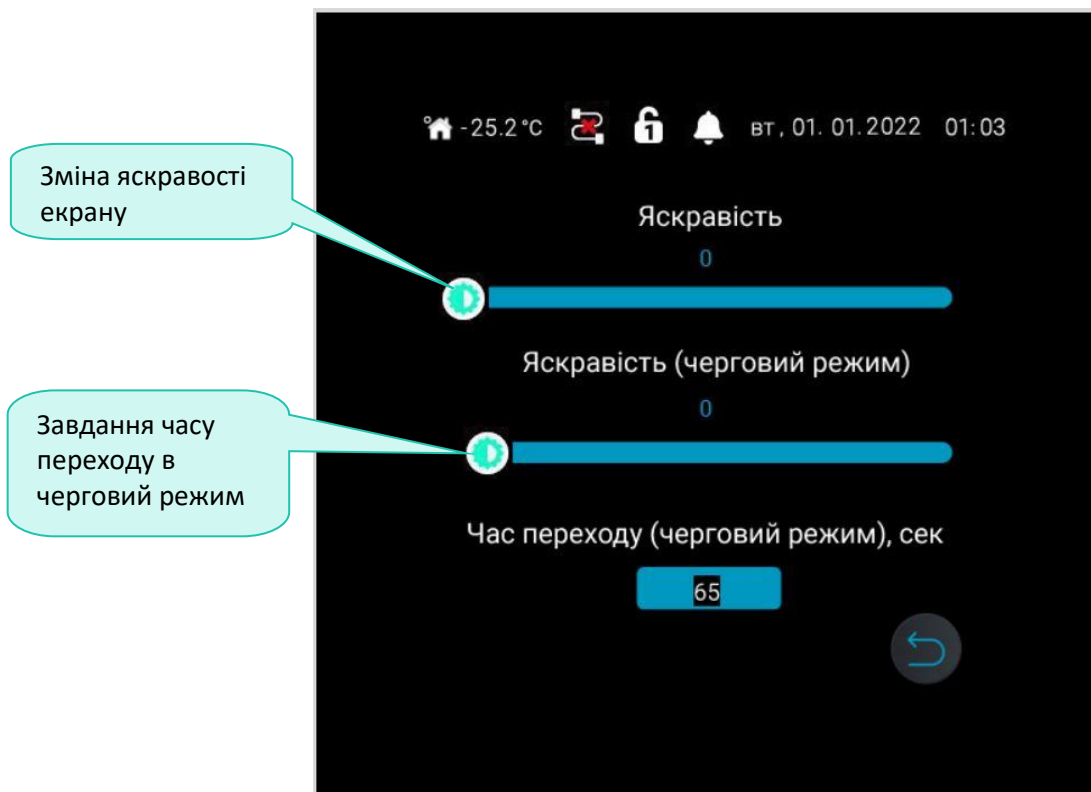 -25.2°C 1 вт, 01. 01. 2022 01:03
Зміна яскравості
екрану
Яскравість
0
Яскравість (черговий режим)
0
Завдання часу
переходу в
черговий режим
Час переходу (черговий режим), сек
65